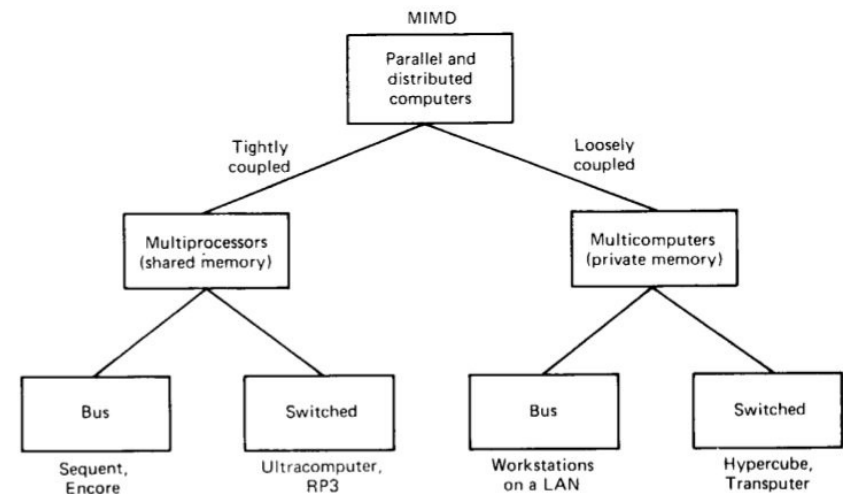 MIMD
Parallel and
distributed
computers
Tightly
coupled
Loosely
coupled
Multiprocessors
(shared memory)
Multicomputers
(private memory)
Bus
Switched
Bus
Switched
Sequent,
Encore
Ultracomputer,
RP3
Workstations
on a LAN
Hypercube,
Transputer